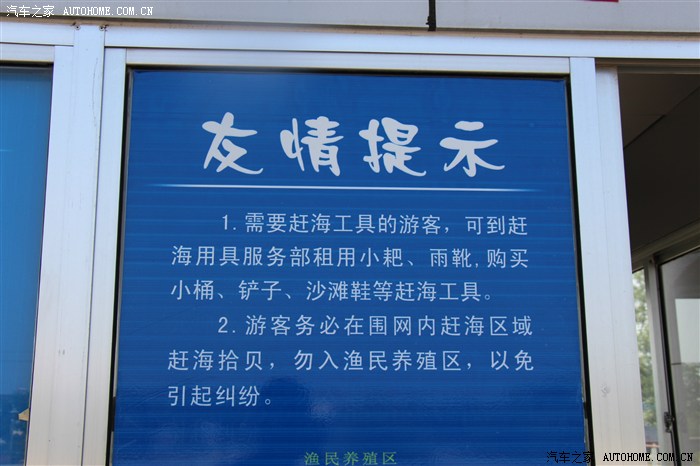 汽车之家 AUTOHOME.COM.CN
友情提示
1. 需要赶海工具的游客，可到赶
海用具服务部租用小耙、雨靴,购买
小桶、铲子、沙滩鞋等赶海工具。
2. 游客务必在围网内赶海区域
赶海拾贝，勿入渔民养殖区，以免
引起纠纷。
渔民养殖区
汽车之家 AUTOHOME.COM.CN